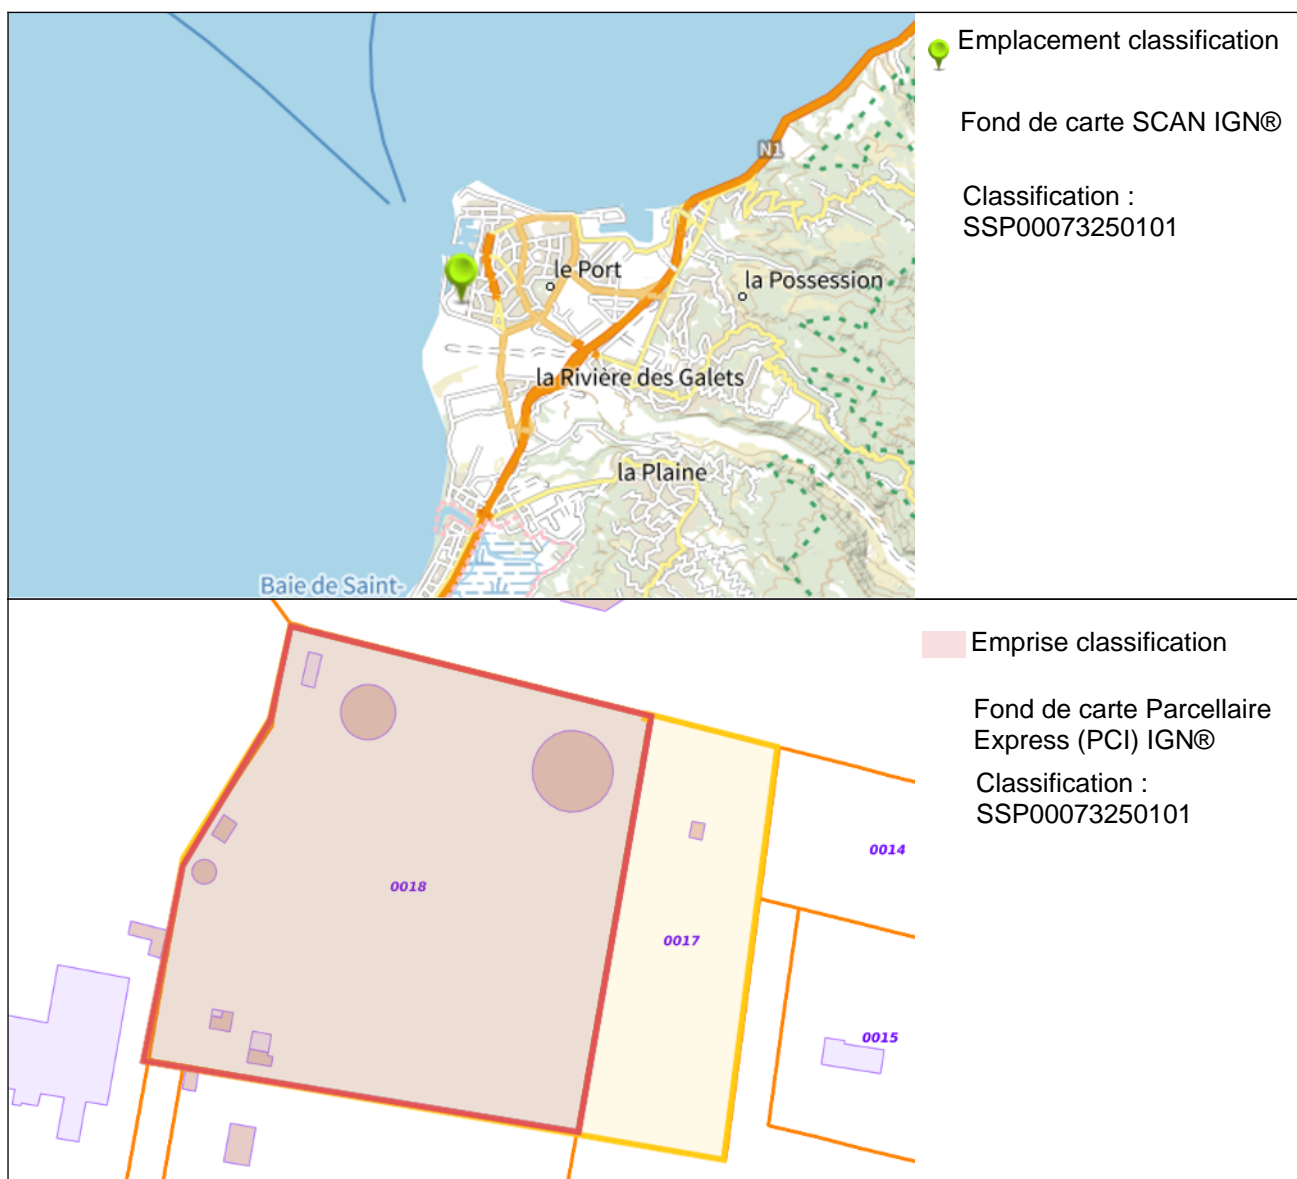 Emplacement classification
Fond de carte SCAN IGN®
Classification :
SSP00073250101
N1
le Port
la Possession
la Rivière des Galets
la Plaine
Baie de Saint-
Emprise classification
Fond de carte Parcellaire
Express (PCI) IGN®
Classification :
SSP00073250101
0014
0018
0017
0015